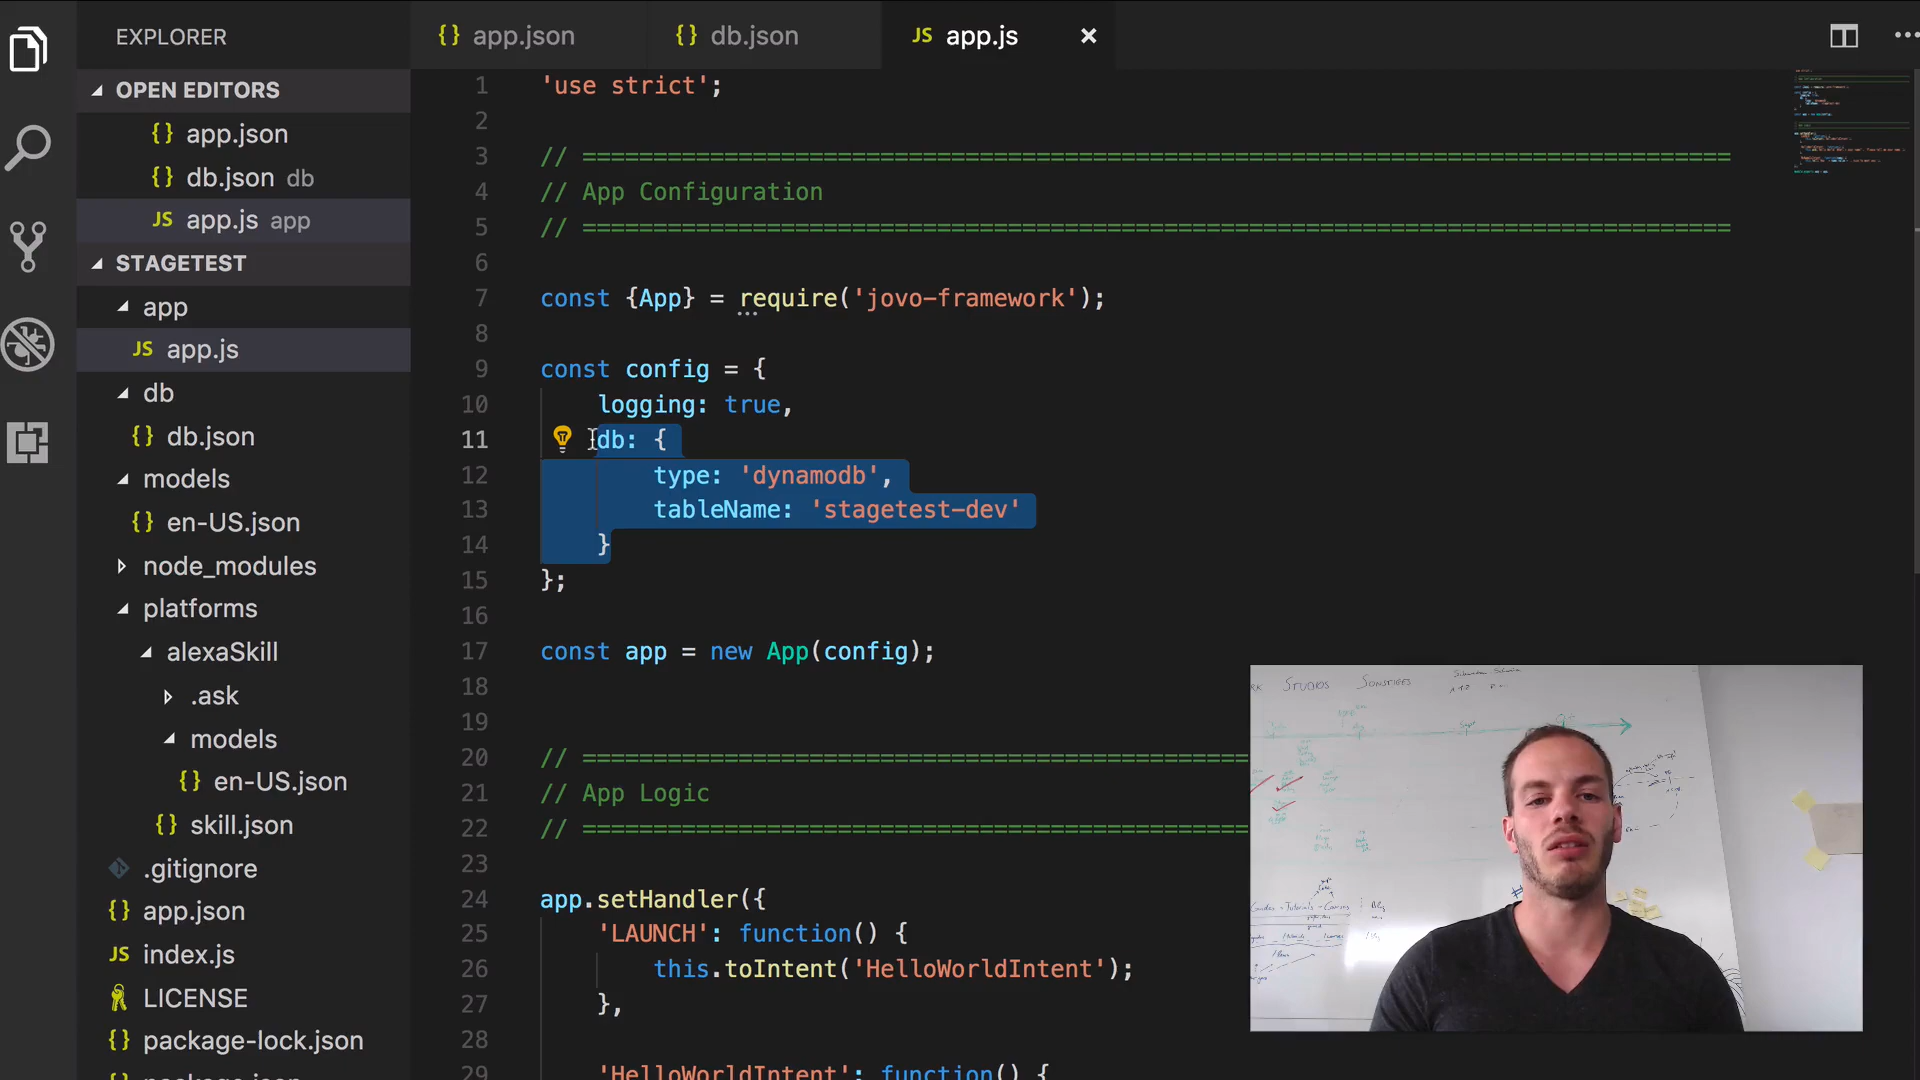 EXPLORER
OPEN EDITORS
{} app.json
{} db.json db
JS app.js app
STAGETEST
app
JS app.js
db
{} db.json
models
{} en-US.json
node_modules
platforms
alexaSkill
.ask
models
{} en-US.json
{} skill.json
.gitignore
{} app.json
JS index.js
LICENSE
{} package-lock.json
{} app.json
{} db.json
JS app.js
1 'use strict';
2
3 // =================================================================================
4 // App Configuration
5 // =================================================================================
6
7 const {App} = require('jovo-framework');
8
9 const config = {
10 logging: true,
11 db: {
12 type: 'dynamodb',
13 tableName: 'stagetest-dev'
14 }
15 };
16
17 const app = new App(config);
18
19
20 // ===============================================
21 // App Logic
22 // ===============================================
23
24 app.setHandler({
25 'LAUNCH': function() {
26 this.toIntent('HelloWorldIntent');
27 },
28
29 'HelloWorldIntent': function() {
STUDIOS SONSTIGES